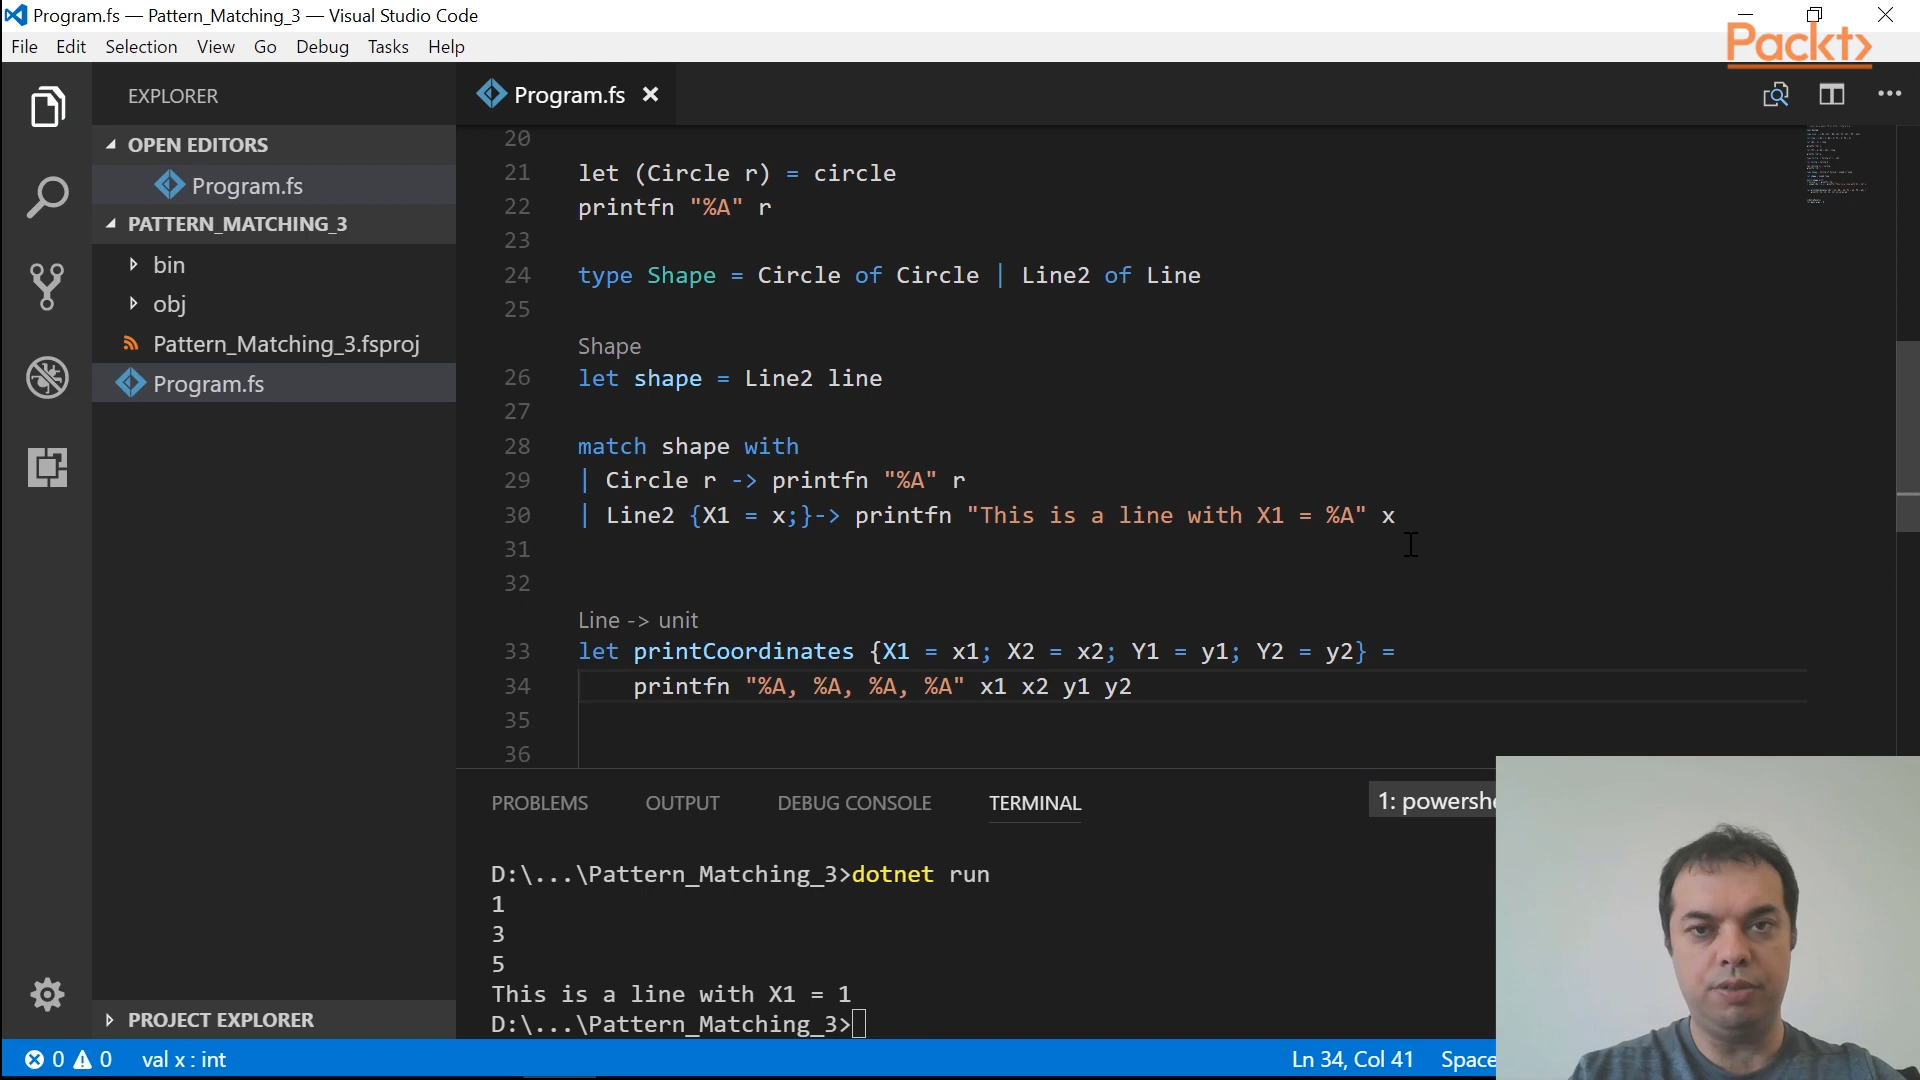 Program.fs — Pattern_Matching_3 — Visual Studio Code
Packt>
File Edit Selection View Go Debug Tasks Help
EXPLORER
OPEN EDITORS
Program.fs
PATTERN_MATCHING_3
bin
obj
Pattern_Matching_3.fsproj
Program.fs
PROJECT EXPLORER
Program.fs
20
21 let (Circle r) = circle
22 printfn "%A" r
23
24 type Shape = Circle of Circle | Line2 of Line
25
Shape
26 let shape = Line2 line
27
28 match shape with
29 | Circle r -> printfn "%A" r
30 | Line2 {X1 = x;}-> printfn "This is a line with X1 = %A" x
31
32
Line -> unit
33 let printCoordinates {X1 = x1; X2 = x2; Y1 = y1; Y2 = y2} =
34 printfn "%A, %A, %A, %A" x1 x2 y1 y2
35
36
PROBLEMS OUTPUT DEBUG CONSOLE TERMINAL 1: powershe
D:\...\Pattern_Matching_3>dotnet run
1
3
5
This is a line with X1 = 1
D:\...\Pattern_Matching_3>
0 0 val x : int Ln 34, Col 41 Space